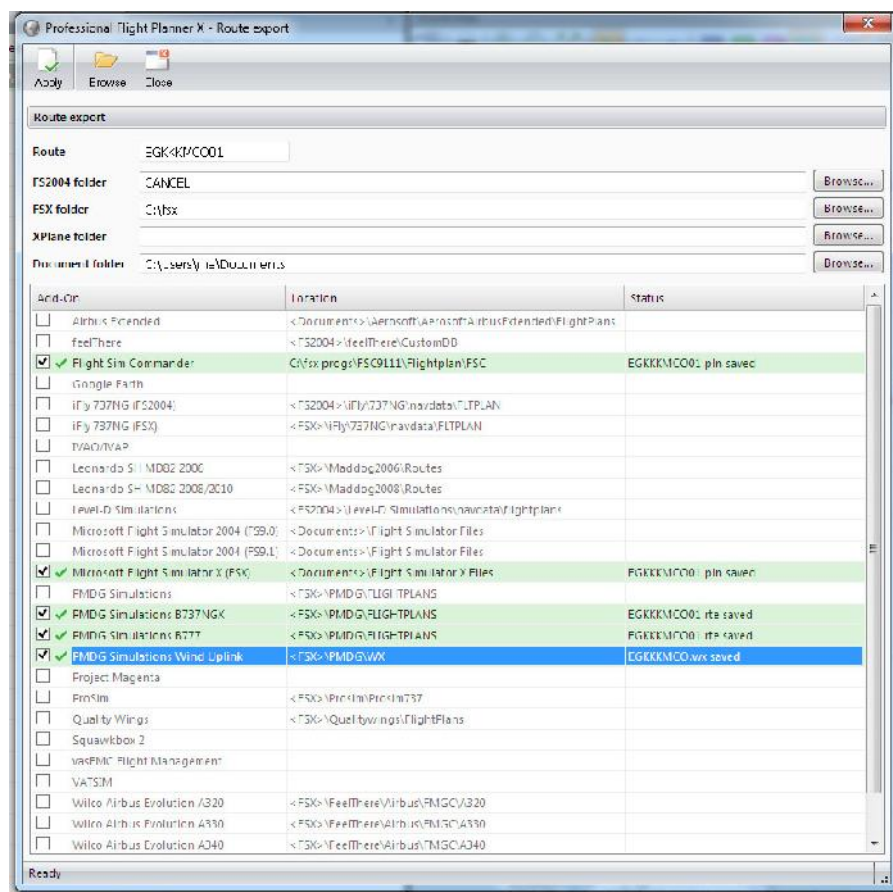 Professional Flight Planner X - Route export
Apply Browse Close
Route export
Route EGKKKMCO01
FS2004 folder CANCEL Browse...
FSX folder C:\fsx Browse...
XPlane folder Browse...
Document folder C:\Users\ \Documents Browse...
Add-On Location Status
Airbus Extended <Documents>\Aerosoft\AerosoftAirbusExtended\FlightPlans
feelThere <FS2004>\feelThere\CustomDB
Flight Sim Commander C:\fsx progs\FSC9111\Flightplan\FSC EGKKKMCO01 pln saved
Google Earth
iFly 737NG (FS2004) <FS2004>\iFly\737NG\navdata\FLTPLAN
iFly 737NG (FSX) <FSX>\iFly\737NG\navdata\FLTPLAN
IVAO/IVAP
Leonardo SH MD82 2006 <FSX>\Maddog2006\Routes
Leonardo SH MD82 2008/2010 <FSX>\Maddog2008\Routes
Level-D Simulations <FS2004>\Level-D Simulations\navdata\flightplans
Microsoft Flight Simulator 2004 (FS9.0) <Documents>\Flight Simulator Files
Microsoft Flight Simulator 2004 (FS9.1) <Documents>\Flight Simulator Files
Microsoft Flight Simulator X (FSX) <Documents>\Flight Simulator X Files EGKKKMCO01 pln saved
PMDG Simulations <FSX>\PMDG\FLIGHTPLANS
PMDG Simulations B737NGX <FSX>\PMDG\FLIGHTPLANS EGKKKMCO01 rte saved
PMDG Simulations B777 <FSX>\PMDG\FLIGHTPLANS EGKKKMCO01 rte saved
PMDG Simulations Wind Uplink <FSX>\PMDG\WX EGKKKMCO.wx saved
Project Magenta
ProSim <FSX>\Prosim\Prosim737
Quality Wings <FSX>\Qualitywings\FlightPlans
Squawkbox 2
vasFMC Flight Management
VATSIM
Wilco Airbus Evolution A320 <FSX>\FeelThere\Airbus\FMGC\A320
Wilco Airbus Evolution A330 <FSX>\FeelThere\Airbus\FMGC\A330
Wilco Airbus Evolution A340 <FSX>\FeelThere\Airbus\FMGC\A340
Ready